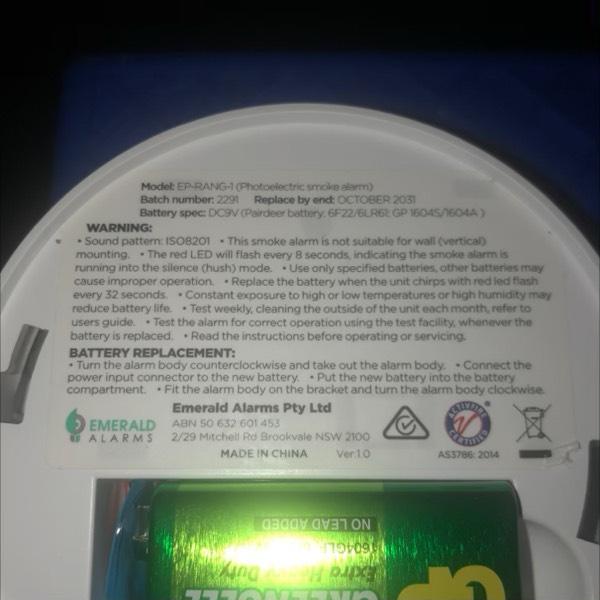 Model: EP-RANG-1 (Photoelectric smoke alarm)
Batch number: 2291 Replace by end: OCTOBER 2031
Battery spec: DC9V (Pairdeer battery: 6F22/6LR61: GP 1604S/1604A )
WARNING:
• Sound pattern: ISO8201 • This smoke alarm is not suitable for wall (vertical)
mounting. • The red LED will flash every 8 seconds, indicating the smoke alarm is
running into the silence (hush) mode. • Use only specified batteries, other batteries may
cause improper operation. • Replace the battery when the unit chirps with red led flash
every 32 seconds. • Constant exposure to high or low temperatures or high humidity may
reduce battery life. • Test weekly, cleaning the outside of the unit each month, refer to
users guide. • Test the alarm for correct operation using the test facility, whenever the
battery is replaced. • Read the instructions before operating or servicing.
BATTERY REPLACEMENT:
• Turn the alarm body counterclockwise and take out the alarm body. • Connect the
power input connector to the new battery. • Put the new battery into the battery
compartment. • Fit the alarm body on the bracket and turn the alarm body clockwise.
EMERALD
ALARMS
Emerald Alarms Pty Ltd
ABN 50 632 601 453
2/29 Mitchell Rd Brookvale NSW 2100
MADE IN CHINA Ver:1.0
ACTIVFIRE
CERTIFIED
AS3786: 2014
NO LEAD ADDED
Extra Heavy Duty
GREENCELL
GP